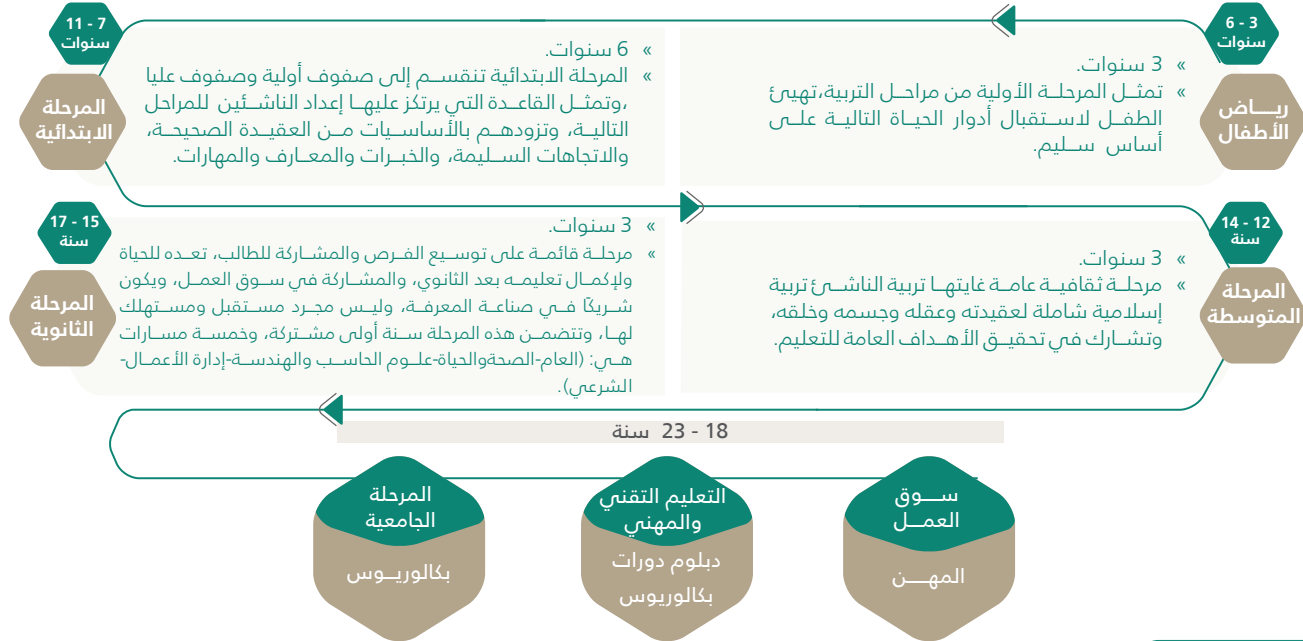 3 - 6
سنوات
رياض
الأطفال
» 3 سنوات.
» تمثل المرحلة الأولية من مراحل التربية،تهيئ
الطفل لاستقبال أدوار الحياة التالية على
أساس سليم.
7 - 11
سنوات
المرحلة
الابتدائية
» 6 سنوات.
» المرحلة الابتدائية تنقسم إلى صفوف أولية وصفوف عليا
،وتمثل القاعدة التي يرتكز عليها إعداد الناشئين للمراحل
التالية، وتزودهم بالأساسيات من العقيدة الصحيحة،
والاتجاهات السليمة، والخبرات والمعارف والمهارات.
12 - 14
سنة
المرحلة
المتوسطة
» 3 سنوات.
» مرحلة ثقافية عامة غايتها تربية الناشئ تربية
إسلامية شاملة لعقيدته وعقله وجسمه وخلقه،
وتشارك في تحقيق الأهداف العامة للتعليم.
15 - 17
سنة
المرحلة
الثانوية
» 3 سنوات.
» مرحلة قائمة على توسيع الفرص والمشاركة للطالب، تعده للحياة
ولإكمال تعليمه بعد الثانوي، والمشاركة في سوق العمل، ويكون
شريكًا في صناعة المعرفة، وليس مجرد مستقبل ومستهلك
لها، وتتضمن هذه المرحلة سنة أولى مشتركة، وخمسة مسارات
هي: (العام-الصحةوالحياة-علوم الحاسب والهندسة-إدارة الأعمال-
الشرعي).
18 - 23 سنة
سوق
العمل
المهن
التعليم التقني
والمهني
دبلوم دورات
بكالوريوس
المرحلة
الجامعية
بكالوريوس